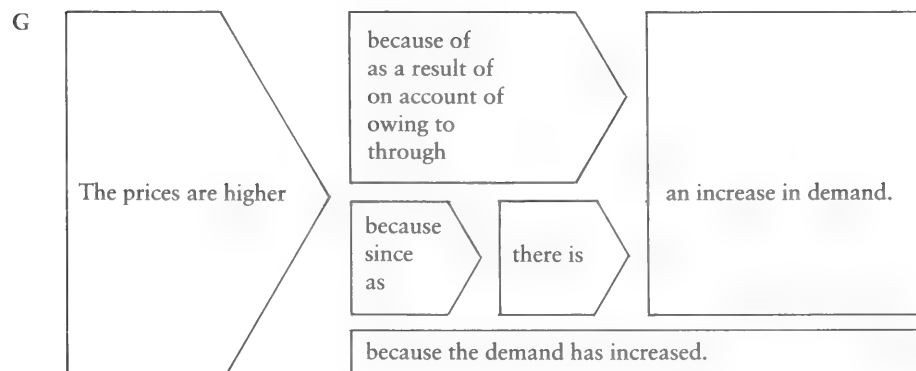 G
because of
as a result of
on account of
owing to
through
The prices are higher
an increase in demand.
because
since
as
there is
because the demand has increased.